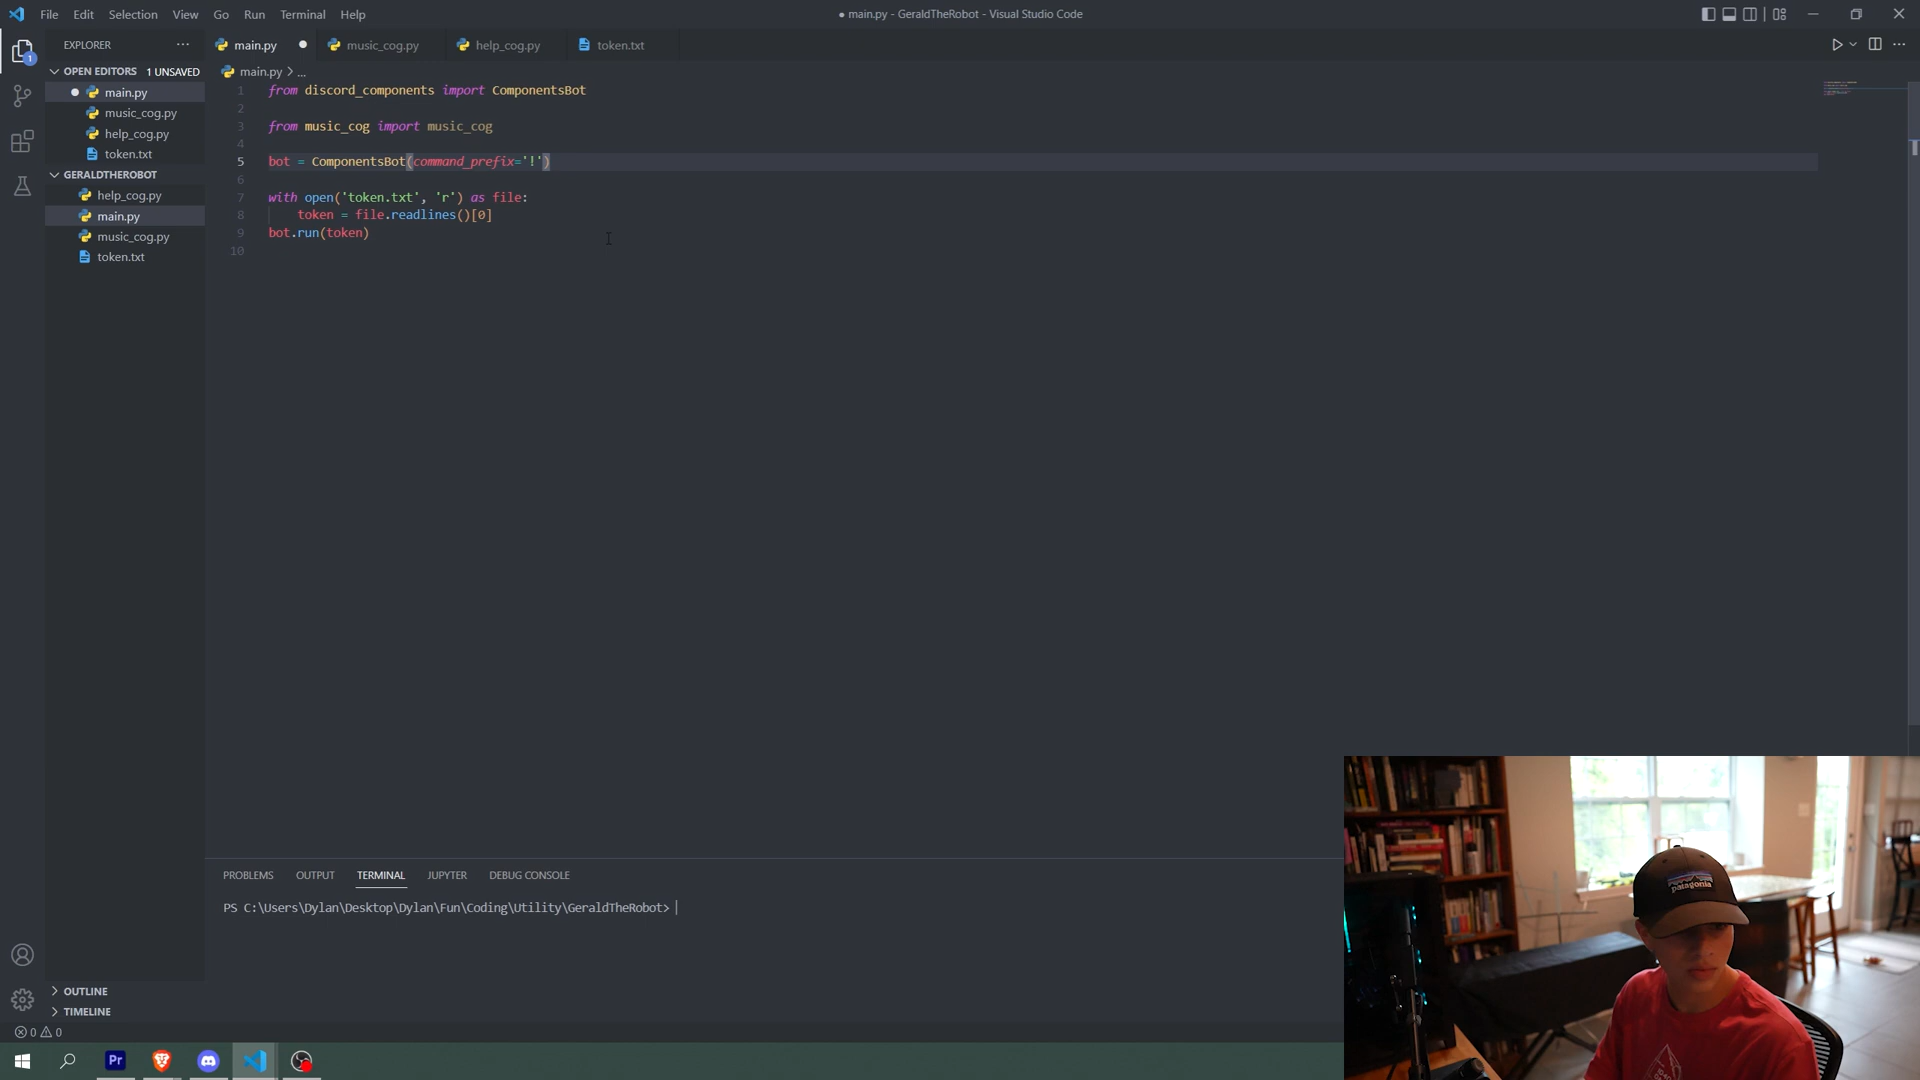 File Edit Selection View Go Run Terminal Help
● main.py - GeraldTheRobot - Visual Studio Code
EXPLORER ...
main.py
music_cog.py
help_cog.py
token.txt
1
OPEN EDITORS 1 UNSAVED
main.py
music_cog.py
help_cog.py
token.txt
GERALDTHEROBOT
help_cog.py
main.py
music_cog.py
token.txt
main.py > ...
1 from discord_components import ComponentsBot
2
3 from music_cog import music_cog
4
5 bot = ComponentsBot(command_prefix='!')
6
7 with open('token.txt', 'r') as file:
8 token = file.readlines()[0]
9 bot.run(token)
10
PROBLEMS OUTPUT TERMINAL JUPYTER DEBUG CONSOLE
PS C:\Users\Dylan\Desktop\Dylan\Fun\Coding\Utility\GeraldTheRobot>
OUTLINE
TIMELINE
0 0
Pr
patagonia